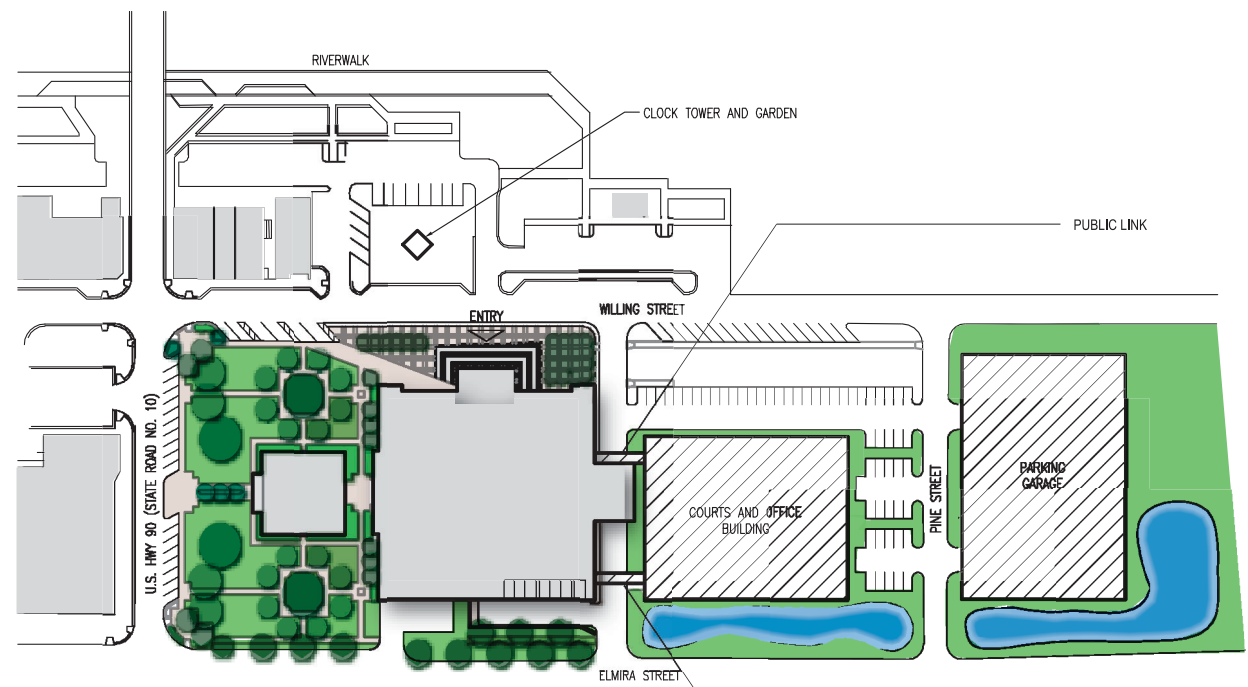 RIVERWALK
CLOCK TOWER AND GARDEN
PUBLIC LINK
WILLING STREET
ENTRY
U.S. HWY 90 (STATE ROAD NO. 10)
PARKING
GARAGE
PINE STREET
COURTS AND OFFICE
BUILDING
ELMIRA STREET